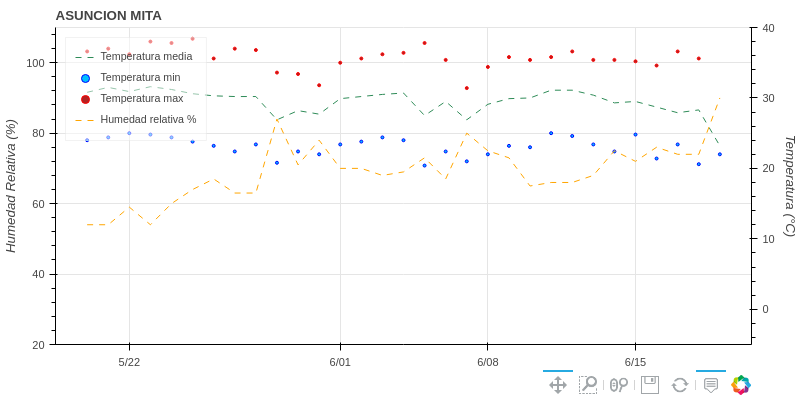 ASUNCION MITA
Temperatura media
Temperatura min
Temperatura max
Humedad relativa %
Humedad Relativa (%)
100
80
60
40
20
Temperatura (°C)
40
30
20
10
0
5/22
6/01
6/08
6/15